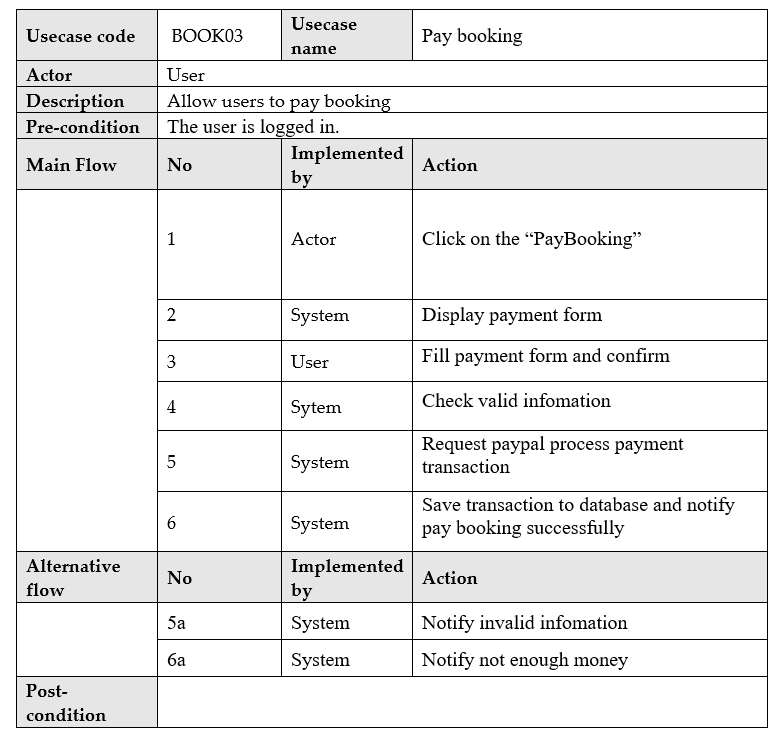 Usecase code BOOK03 Usecase name Pay booking
Actor User
Description Allow users to pay booking
Pre-condition The user is logged in.
Main Flow No Implemented by Action
1 Actor Click on the “PayBooking”
2 System Display payment form
3 User Fill payment form and confirm
4 Sytem Check valid infomation
5 System Request paypal process payment
transaction
6 System Save transaction to database and notify
pay booking successfully
Alternative flow No Implemented by Action
5a System Notify invalid infomation
6a System Notify not enough money
Post-
condition